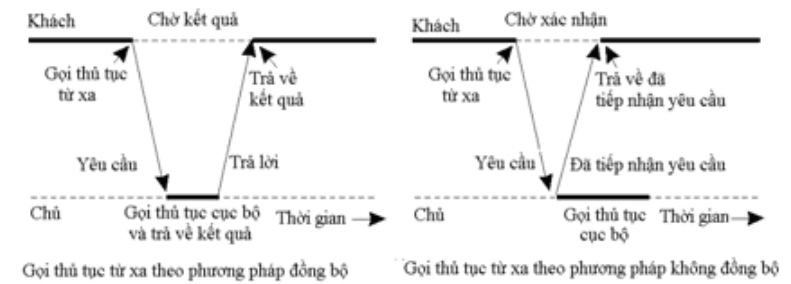 Khách
Chờ kết quả
Gọi thủ tục
từ xa
Trả về
kết quả
Yêu cầu
Trả lời
Chủ
Gọi thủ tục cục bộ
và trả về kết quả
Thời gian
Gọi thủ tục từ xa theo phương pháp đồng bộ
Khách
Chờ xác nhận
Gọi thủ tục
từ xa
Trả về đã
tiếp nhận yêu cầu
Yêu cầu
Đã tiếp nhận yêu cầu
Chủ
Gọi thủ tục
cục bộ
Thời gian
Gọi thủ tục từ xa theo phương pháp không đồng bộ